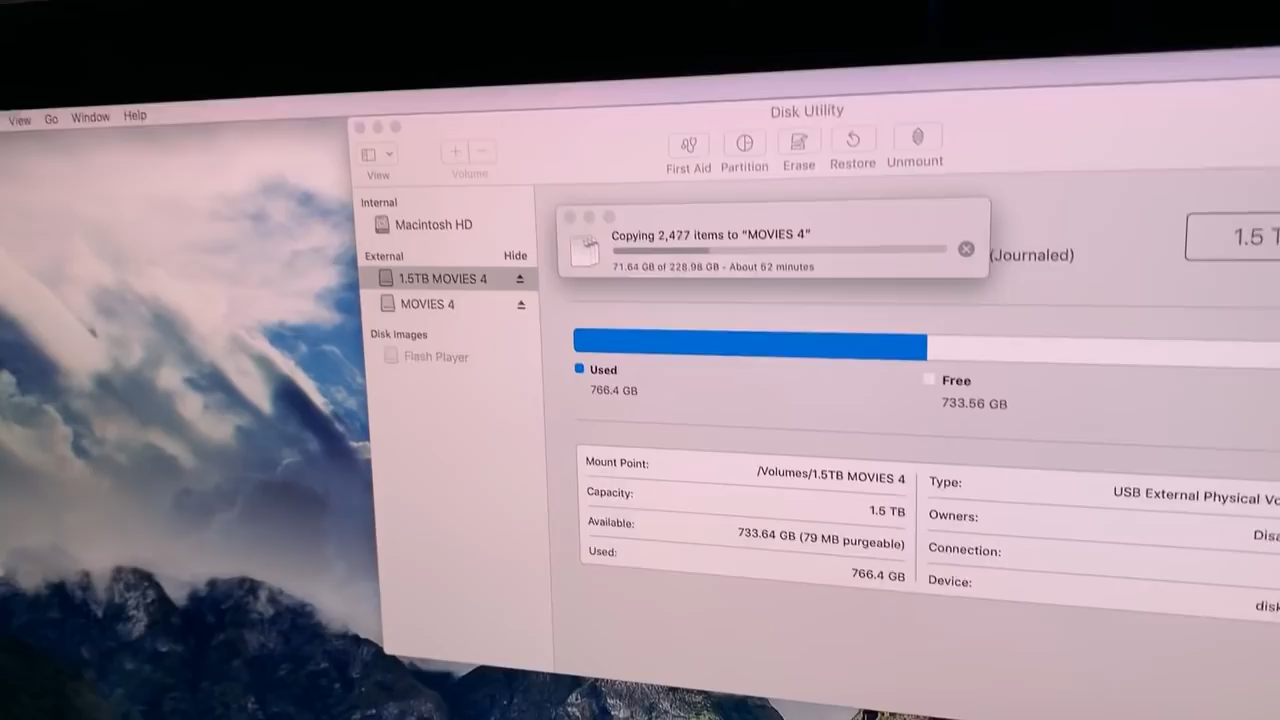 View Go Window Help
Disk Utility
View
Volume
First Aid Partition Erase Restore Unmount
Internal
Macintosh HD
External Hide
1.5TB MOVIES 4
MOVIES 4
Disk Images
Flash Player
Copying 2,477 items to "MOVIES 4"
71.64 GB of 228.98 GB - About 62 minutes
(Journaled)
1.5 T
Used
766.4 GB
Free
733.56 GB
Mount Point: /Volumes/1.5TB MOVIES 4
Capacity: 1.5 TB
Available: 733.64 GB (79 MB purgeable)
Used: 766.4 GB
Type: USB External Physical Vo
Owners: Disa
Connection:
Device: disk